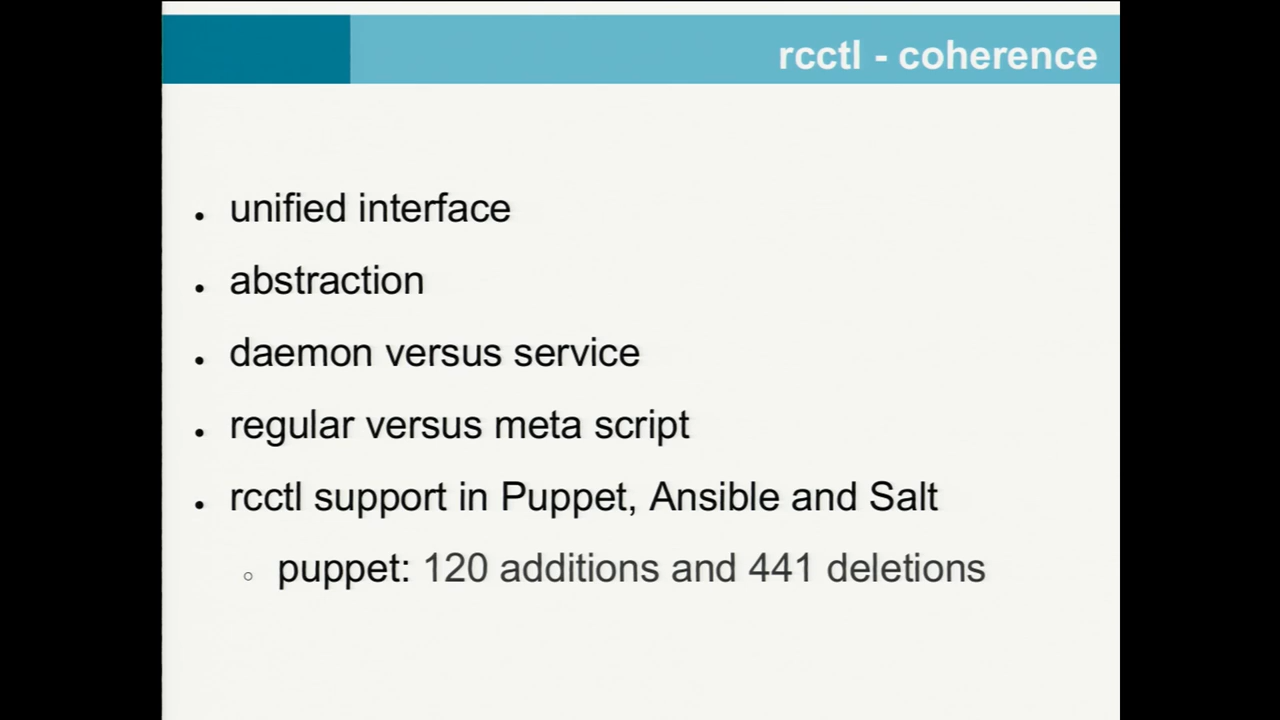 rcctl - coherence
● unified interface
● abstraction
● daemon versus service
● regular versus meta script
● rcctl support in Puppet, Ansible and Salt
○ puppet: 120 additions and 441 deletions